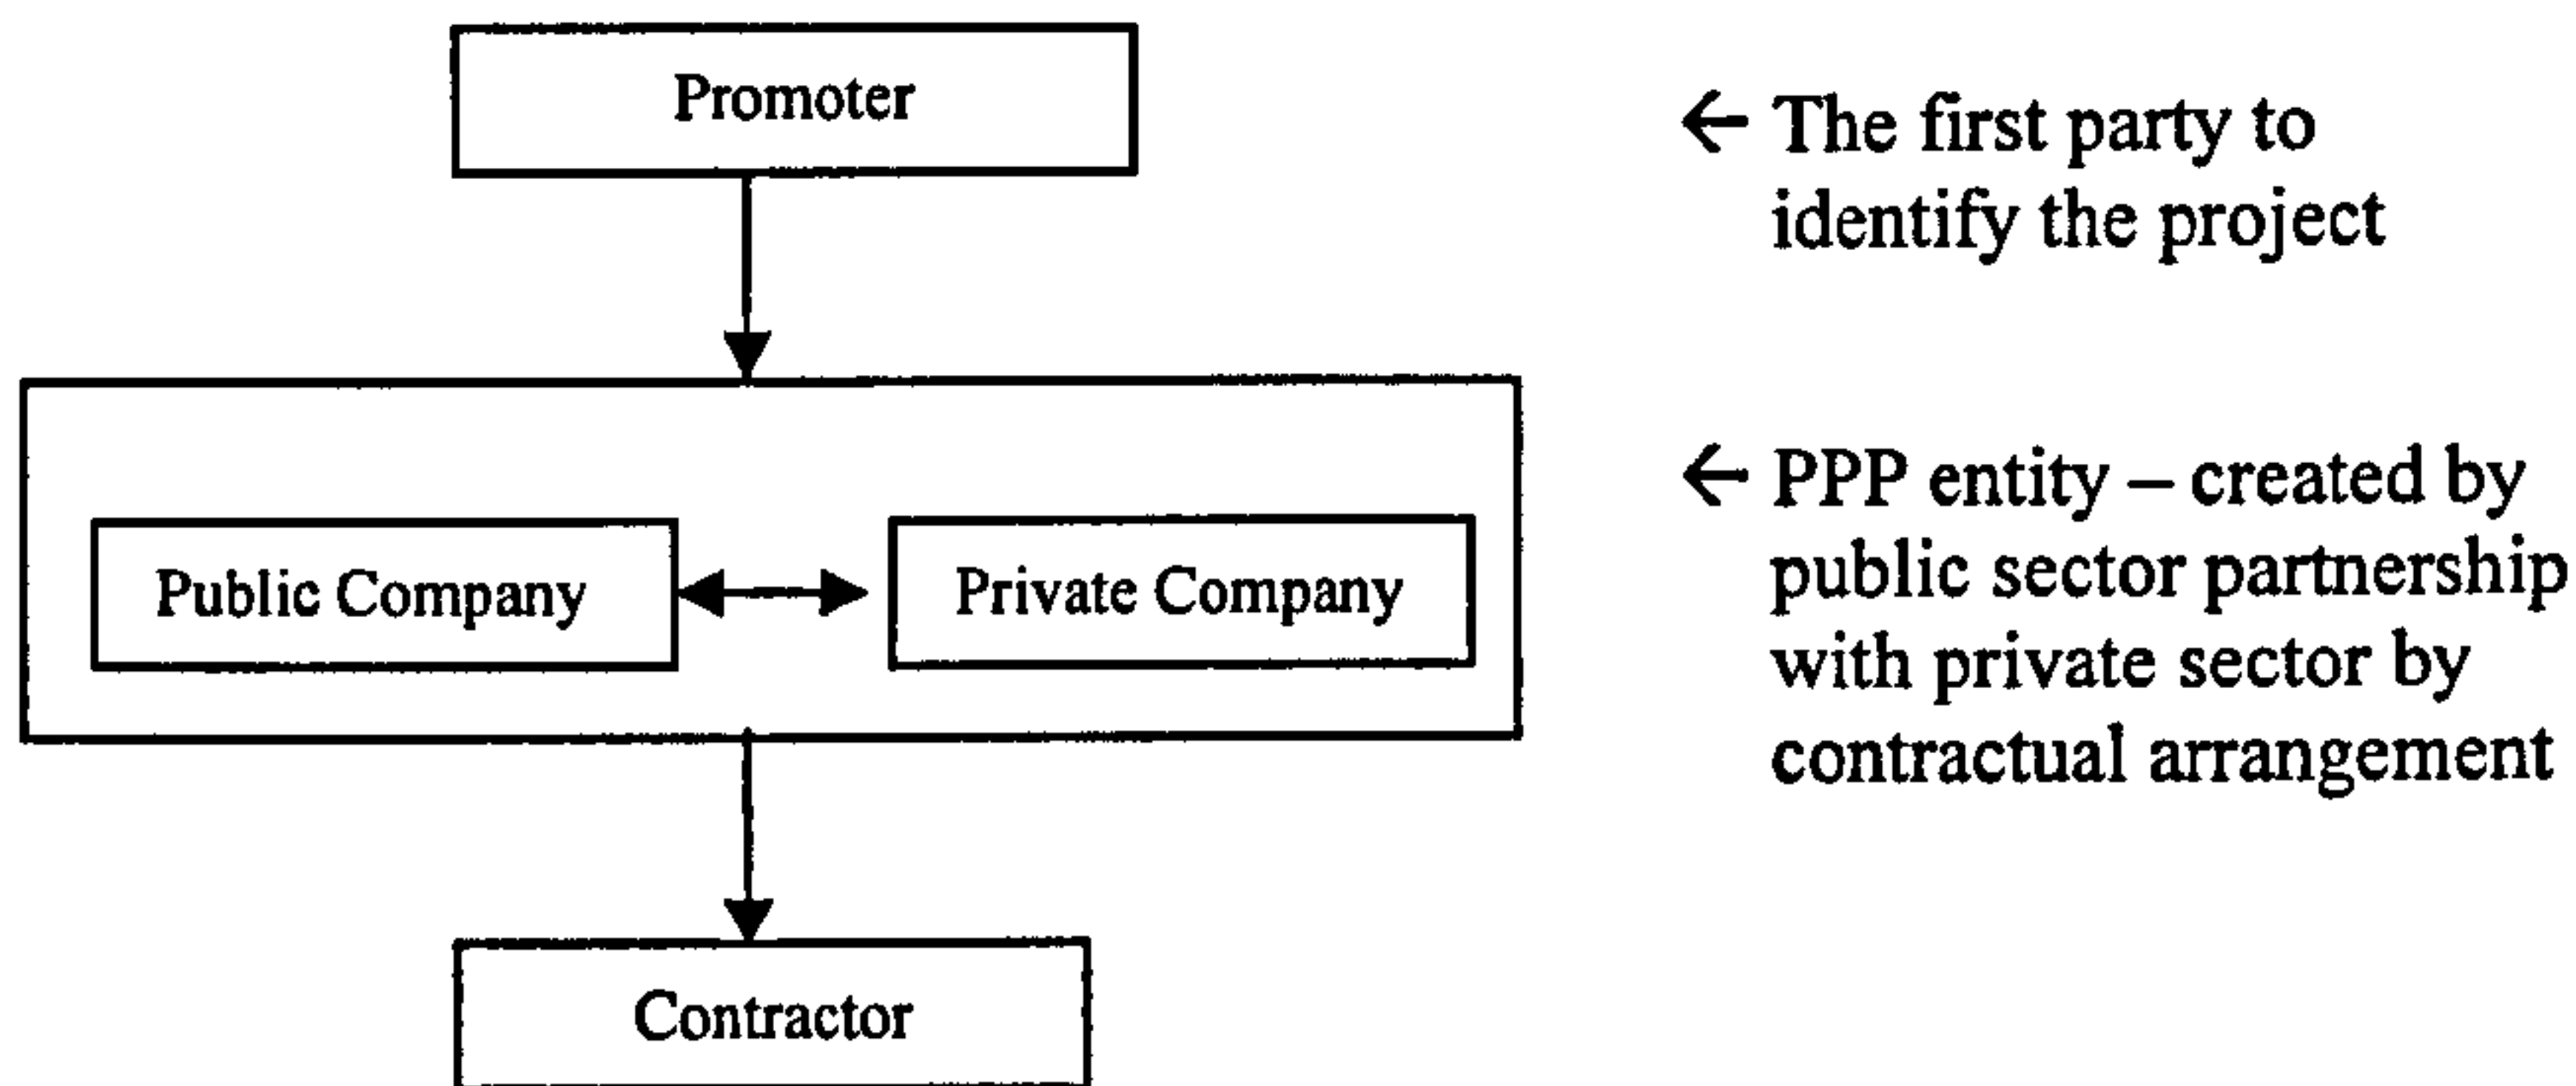 Promoter
← The first party to
identify the project
← PPP entity – created by
public sector partnership
with private sector by
contractual arrangement
Public Company
Private Company
Contractor